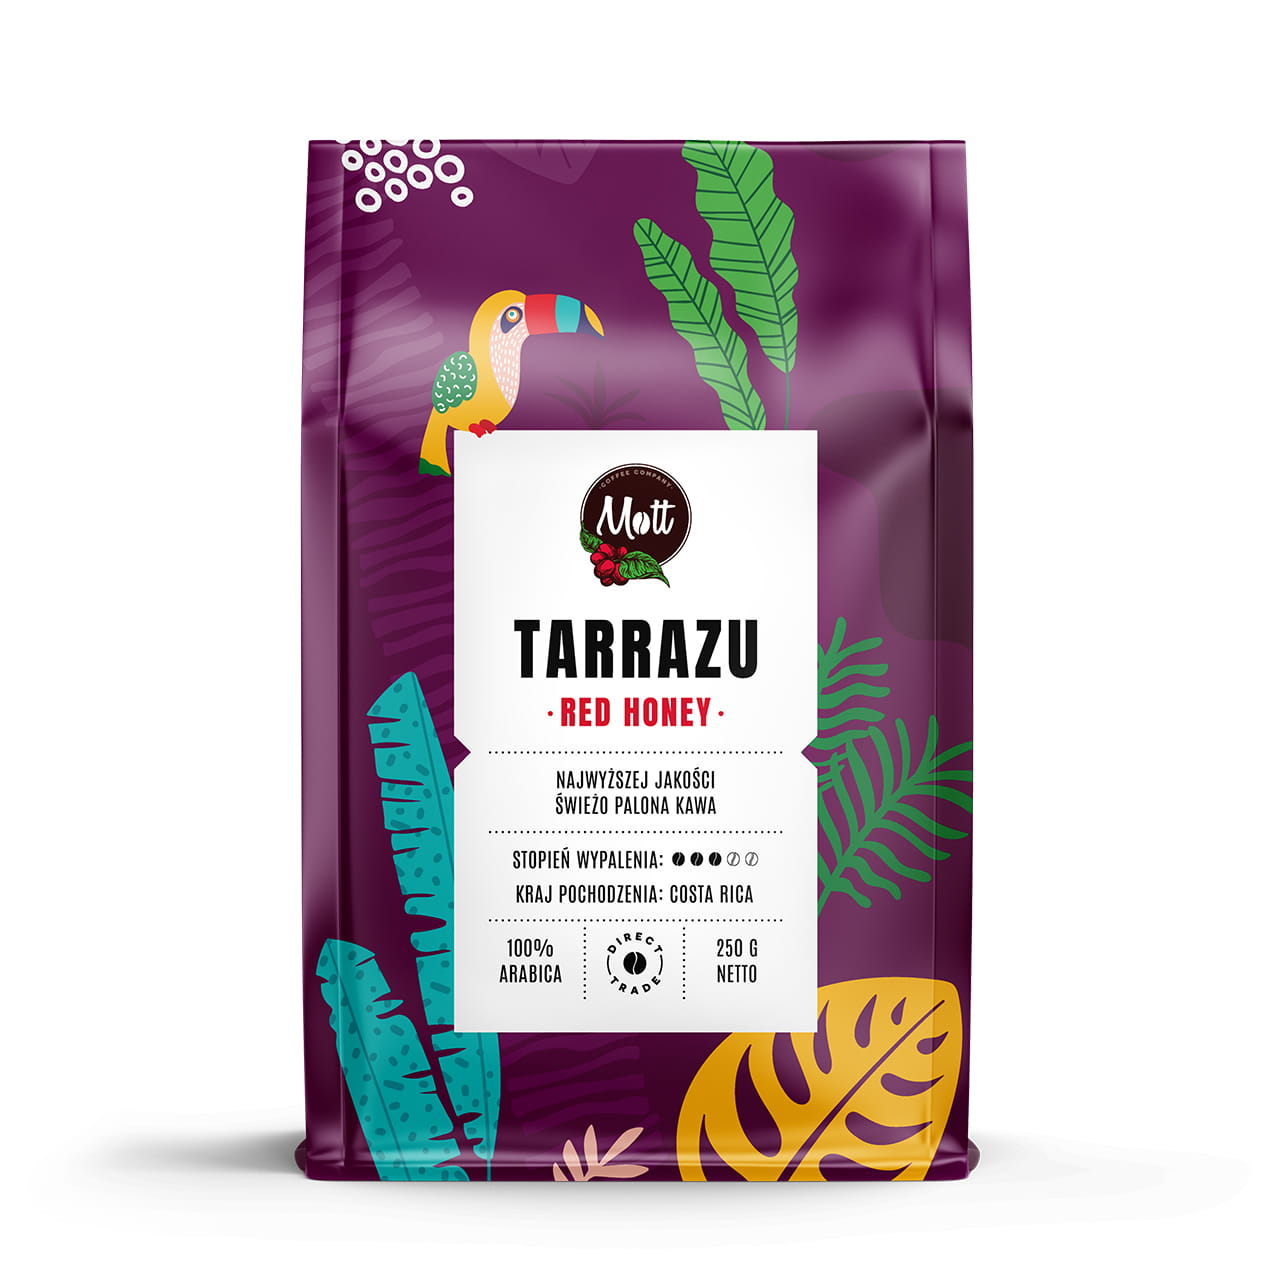 ·COFFEE COMPANY·
Mott
TARRAZU
·RED HONEY·
NAJWYŻSZEJ JAKOŚCI
ŚWIEŻO PALONA KAWA
STOPIEŃ WYPALENIA:
KRAJ POCHODZENIA: COSTA RICA
100%
ARABICA
DIRECT
TRADE
250 G
NETTO